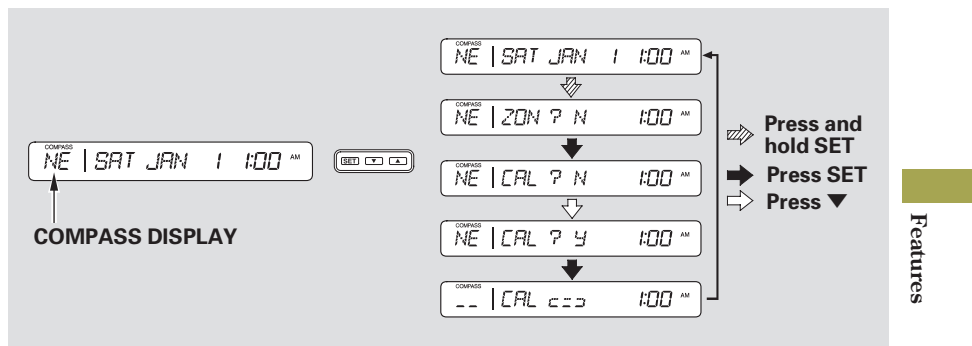 COMPASS
NE SAT JAN 1 1:00 AM
SET ▼ ▲
COMPASS DISPLAY
COMPASS
NE SAT JAN 1 1:00 AM
COMPASS
NE ZON ? N 1:00 AM
COMPASS
NE CAL ? N 1:00 AM
COMPASS
NE CAL ? Y 1:00 AM
COMPASS
-- CAL 1:00 AM
Press and
hold SET
Press SET
Press ▼
Features